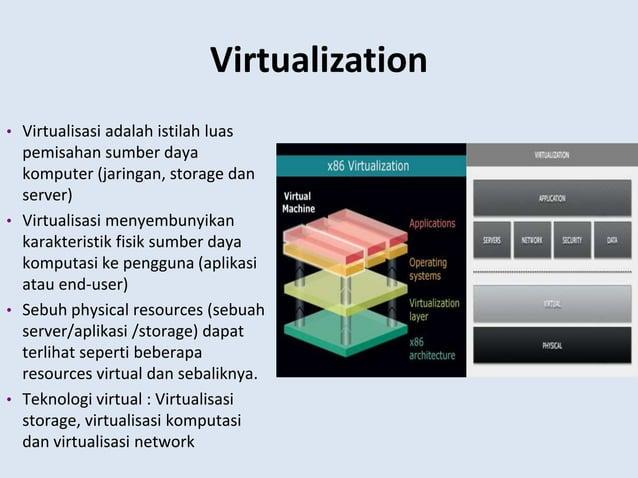 Virtualization
• Virtualisasi adalah istilah luas
pemisahan sumber daya
komputer (jaringan, storage dan
server)
• Virtualisasi menyembunyikan
karakteristik fisik sumber daya
komputasi ke pengguna (aplikasi
atau end-user)
• Sebuh physical resources (sebuah
server/aplikasi /storage) dapat
terlihat seperti beberapa
resources virtual dan sebaliknya.
• Teknologi virtual : Virtualisasi
storage, virtualisasi komputasi
dan virtualisasi network
x86 Virtualization
Virtual
Machine
Applications
Operating
systems
Virtualization
layer
x86
architecture
VIRTUALIZATION
APPLICATION
SERVERS NETWORK SECURITY DATA
VIRTUAL
PHYSICAL